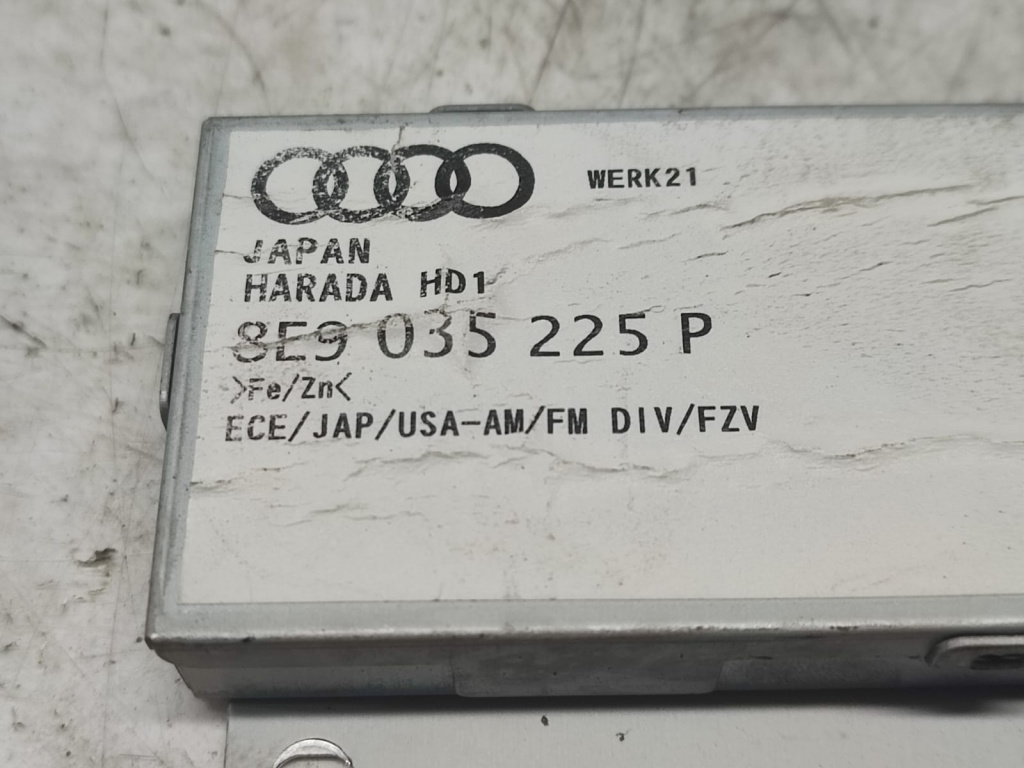 WERK21
JAPAN
HARADA HD1
8E9 035 225 P
>Fe/Zn<
ECE/JAP/USA-AM/FM DIV/FZV